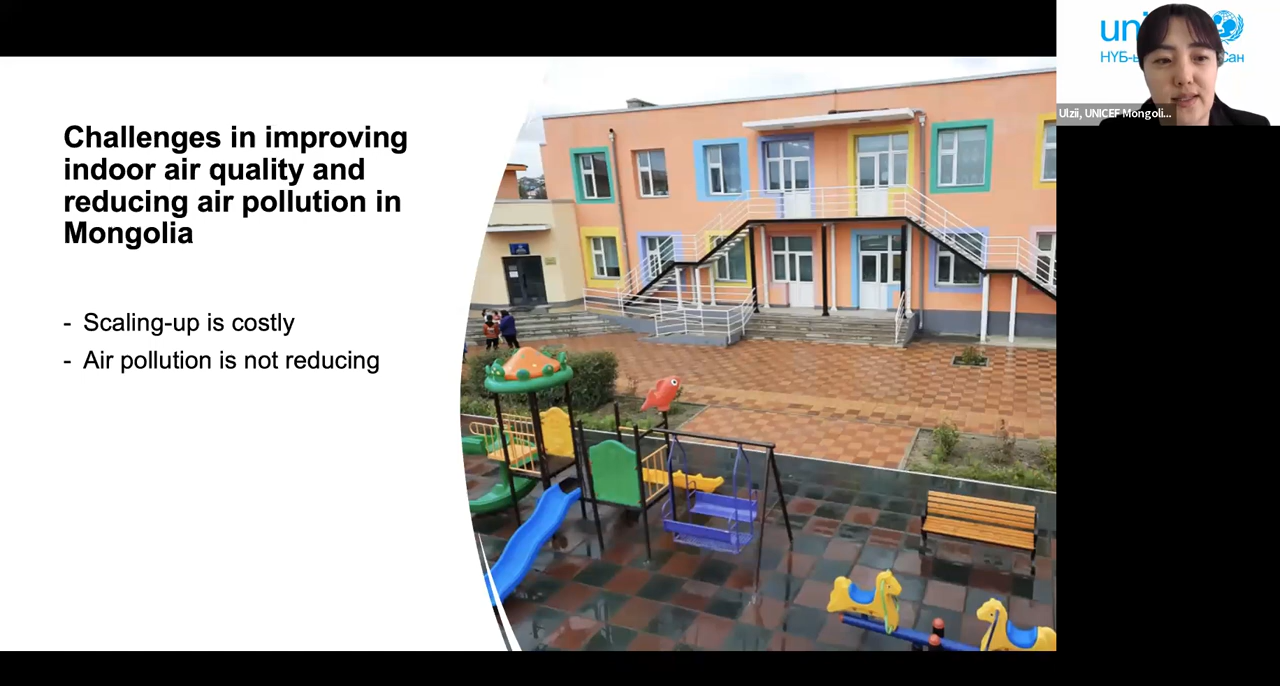 Challenges in improving
indoor air quality and
reducing air pollution in
Mongolia
- Scaling-up is costly
- Air pollution is not reducing
Ulzii, UNICEF Mongoli...